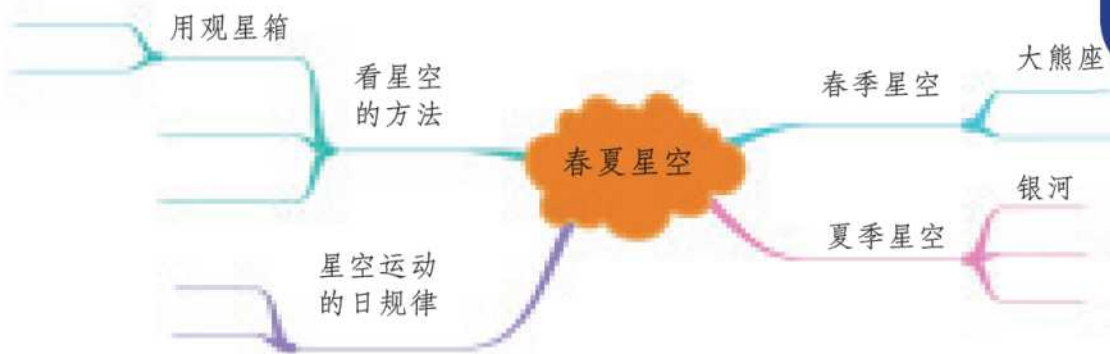 用观星箱
看星空
的方法
星空运动
的日规律
春夏星空
春季星空
大熊座
夏季星空
银河